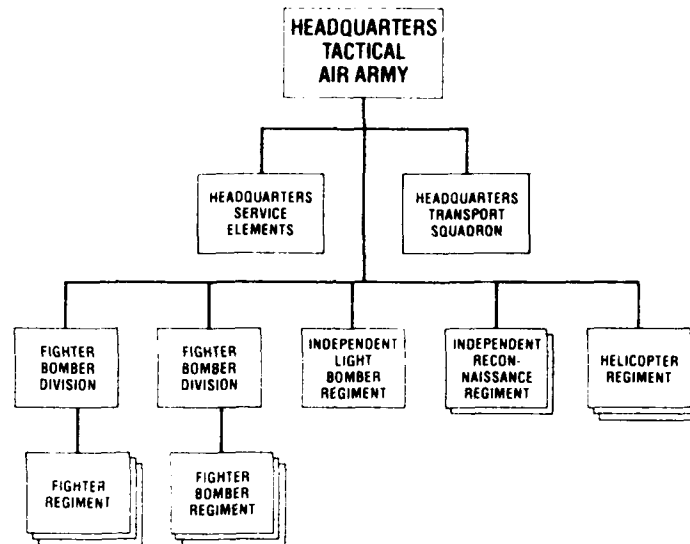 HEADQUARTERS
TACTICAL
AIR ARMY
HEADQUARTERS
SERVICE
ELEMENTS
HEADQUARTERS
TRANSPORT
SQUADRON
FIGHTER
BOMBER
DIVISION
FIGHTER
BOMBER
DIVISION
INDEPENDENT
LIGHT
BOMBER
REGIMENT
INDEPENDENT
RECON-
NAISSANCE
REGIMENT
HELICOPTER
REGIMENT
FIGHTER
REGIMENT
FIGHTER
BOMBER
REGIMENT